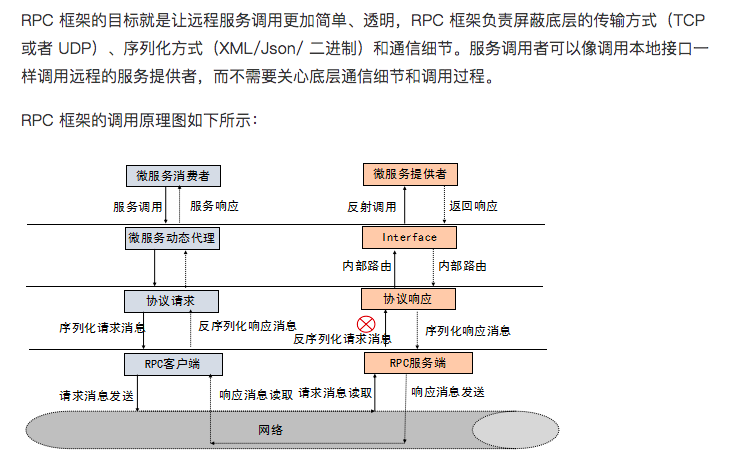 RPC 框架的目标就是让远程服务调用更加简单、透明，RPC 框架负责屏蔽底层的传输方式（TCP
或者 UDP）、序列化方式（XML/Json/ 二进制）和通信细节。服务调用者可以像调用本地接口一
样调用远程的服务提供者，而不需要关心底层通信细节和调用过程。
RPC 框架的调用原理图如下所示：
微服务消费者 微服务提供者
服务调用 服务响应 反射调用 返回响应
微服务动态代理 Interface
内部路由 内部路由
协议请求 协议响应
序列化请求消息 反序列化响应消息 反序列化请求消息 序列化响应消息
RPC客户端 RPC服务端
请求消息发送 响应消息读取 请求消息读取 响应消息发送
网络